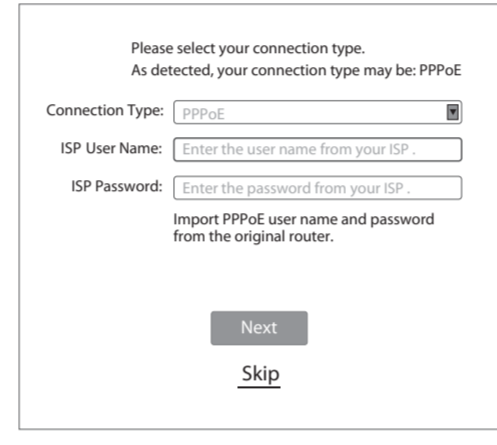 Please select your connection type.
As detected, your connection type may be: PPPoE
Connection Type: PPPoE
ISP User Name: Enter the user name from your ISP .
ISP Password: Enter the password from your ISP .
Import PPPoE user name and password
from the original router.
Next
Skip